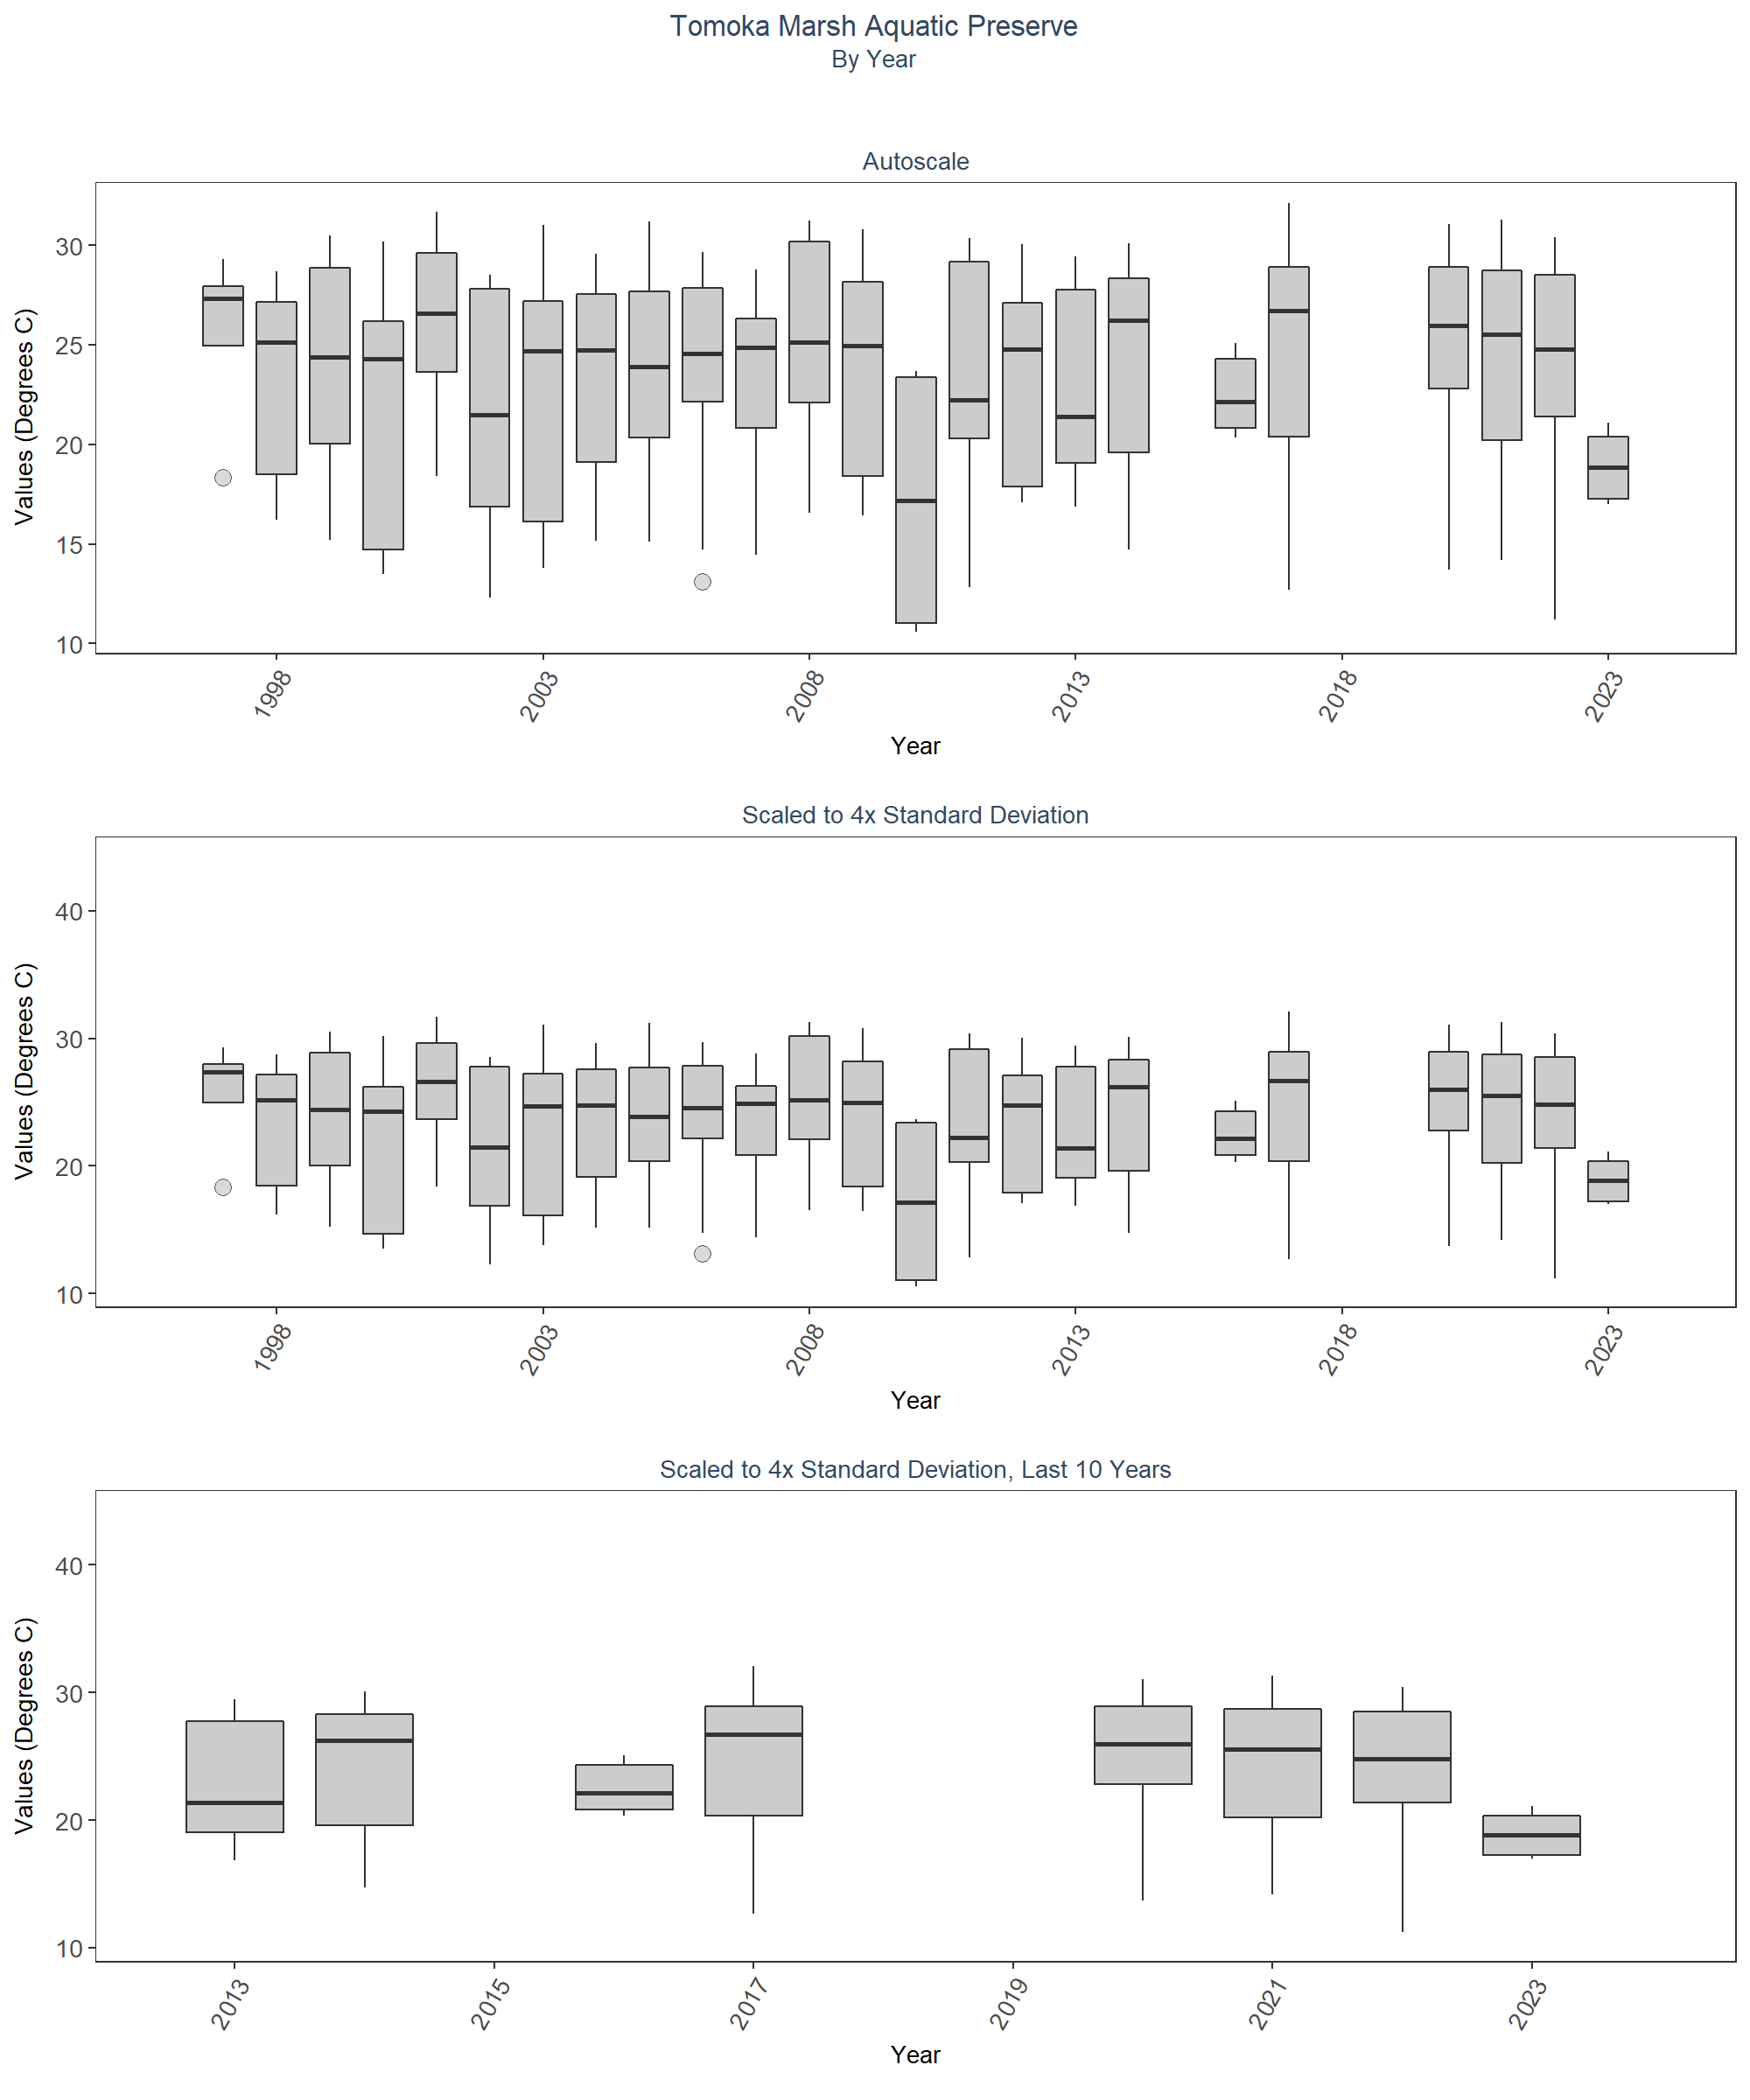 Tomoka Marsh Aquatic Preserve
By Year
Autoscale
Values (Degrees C)
30
25
20
15
10
1998 2003 2008 2013 2018 2023
Year
Scaled to 4x Standard Deviation
Values (Degrees C)
40
30
20
10
1998 2003 2008 2013 2018 2023
Year
Scaled to 4x Standard Deviation, Last 10 Years
Values (Degrees C)
40
30
20
10
2013 2015 2017 2019 2021 2023
Year